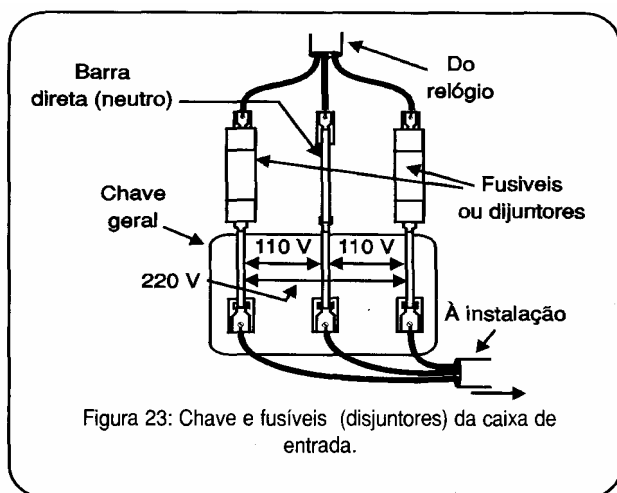 Do
relógio
Barra
direta (neutro)
Chave
geral
Fusiveis
ou dijuntores
110 V
110 V
220 V
À instalação
Figura 23: Chave e fusíveis (disjuntores) da caixa de
entrada.